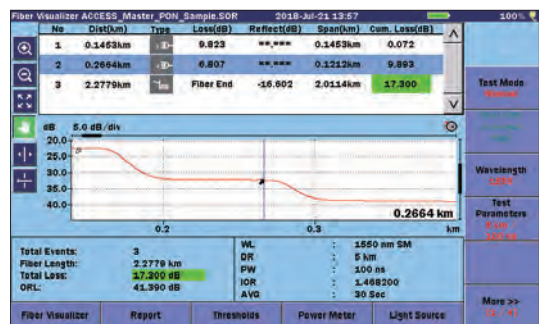 Fiber Visualizer ACCESS_Master_PON_Sample.SOR 2018-Jul-21 13:57 100%
No Dist(km) Type Loss(dB) Reflect(dB) Span(km) Cum. Loss(dB)
1 0.1453km 9.823 **.*** 0.1453km 0.072
2 0.2664km 6.807 **.*** 0.1212km 9.893
3 2.2779km Fiber End -16.602 2.0114km 17.300
Test Mode
dB 5.0 dB/div
20.0
25.0
30.0
35.0
40.0
0.2664 km
0.2 0.3 km
Wavelength
Test Parameters
Total Events: 3
Fiber Length: 2.2779 km
Total Loss: 17.300 dB
ORL: 41.390 dB
WL : 1550 nm SM
DR : 5 km
PW : 100 ns
IOR : 1.468200
AVG : 30 Sec
More >>
Fiber Visualizer Report Thresholds Power Meter Light Source